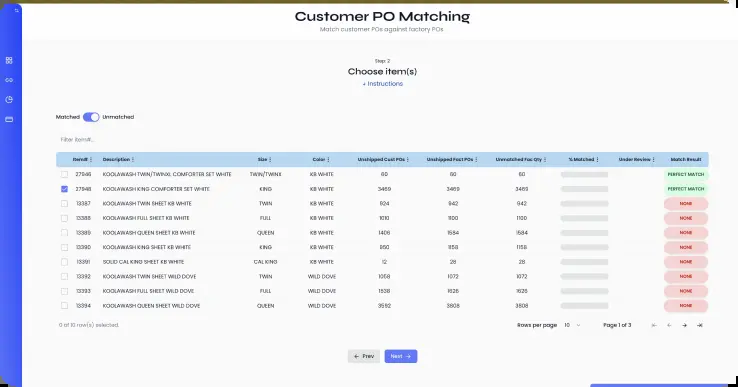 Customer PO Matching
Match customer POs against factory POs
Step: 2
Choose item(s)
+ Instructions
Matched Unmatched
Filter item#...
Item# Description Size Color Unshipped Cust POs Unshipped Fact POs Unmatched Fac Qty % Matched Under Review Match Result
27946 KOOLAWASH TWIN/TWINXL COMFORTER SET WHITE TWIN/TWINX KB WHITE 60 60 60 PERFECT MATCH
27948 KOOLAWASH KING COMFORTER SET WHITE KING KB WHITE 3469 3469 3469 PERFECT MATCH
13387 KOOLAWASH TWIN SHEET KB WHITE TWIN KB WHITE 924 942 942 NONE
13388 KOOLAWASH FULL SHEET KB WHITE FULL KB WHITE 1010 1100 1100 NONE
13389 KOOLAWASH QUEEN SHEET KB WHITE QUEEN KB WHITE 1406 1584 1584 NONE
13390 KOOLAWASH KING SHEET KB WHITE KING KB WHITE 950 1158 1158 NONE
13391 SOLID CAL KING SHEET KB WHITE CAL KING KB WHITE 12 28 28 NONE
13392 KOOLAWASH TWIN SHEET WILD DOVE TWIN WILD DOVE 1058 1072 1072 NONE
13393 KOOLAWASH FULL SHEET WILD DOVE FULL WILD DOVE 1538 1626 1626 NONE
13394 KOOLAWASH QUEEN SHEET WILD DOVE QUEEN WILD DOVE 3592 3808 3808 NONE
0 of 10 row(s) selected. Rows per page 10 Page 1 of 3
Prev Next